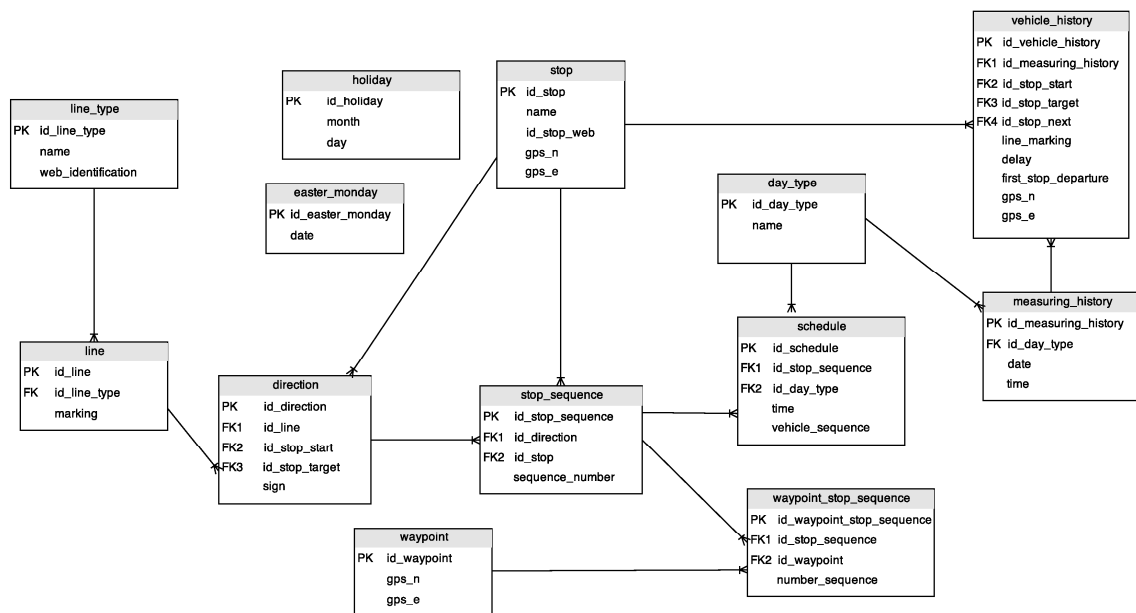 line_type
PK id_line_type
name
web_identification
holiday
PK id_holiday
month
day
easter_monday
PK id_easter_monday
date
stop
PK id_stop
name
id_stop_web
gps_n
gps_e
vehicle_history
PK id_vehicle_history
FK1 id_measuring_history
FK2 id_stop_start
FK3 id_stop_target
FK4 id_stop_next
line_marking
delay
first_stop_departure
gps_n
gps_e
day_type
PK id_day_type
name
measuring_history
PK id_measuring_history
FK id_day_type
date
time
schedule
PK id_schedule
FK1 id_stop_sequence
FK2 id_day_type
time
vehicle_sequence
line
PK id_line
FK id_line_type
marking
direction
PK id_direction
FK1 id_line
FK2 id_stop_start
FK3 id_stop_target
sign
stop_sequence
PK id_stop_sequence
FK1 id_direction
FK2 id_stop
sequence_number
waypoint_stop_sequence
PK id_waypoint_stop_sequence
FK1 id_stop_sequence
FK2 id_waypoint
number_sequence
waypoint
PK id_waypoint
gps_n
gps_e